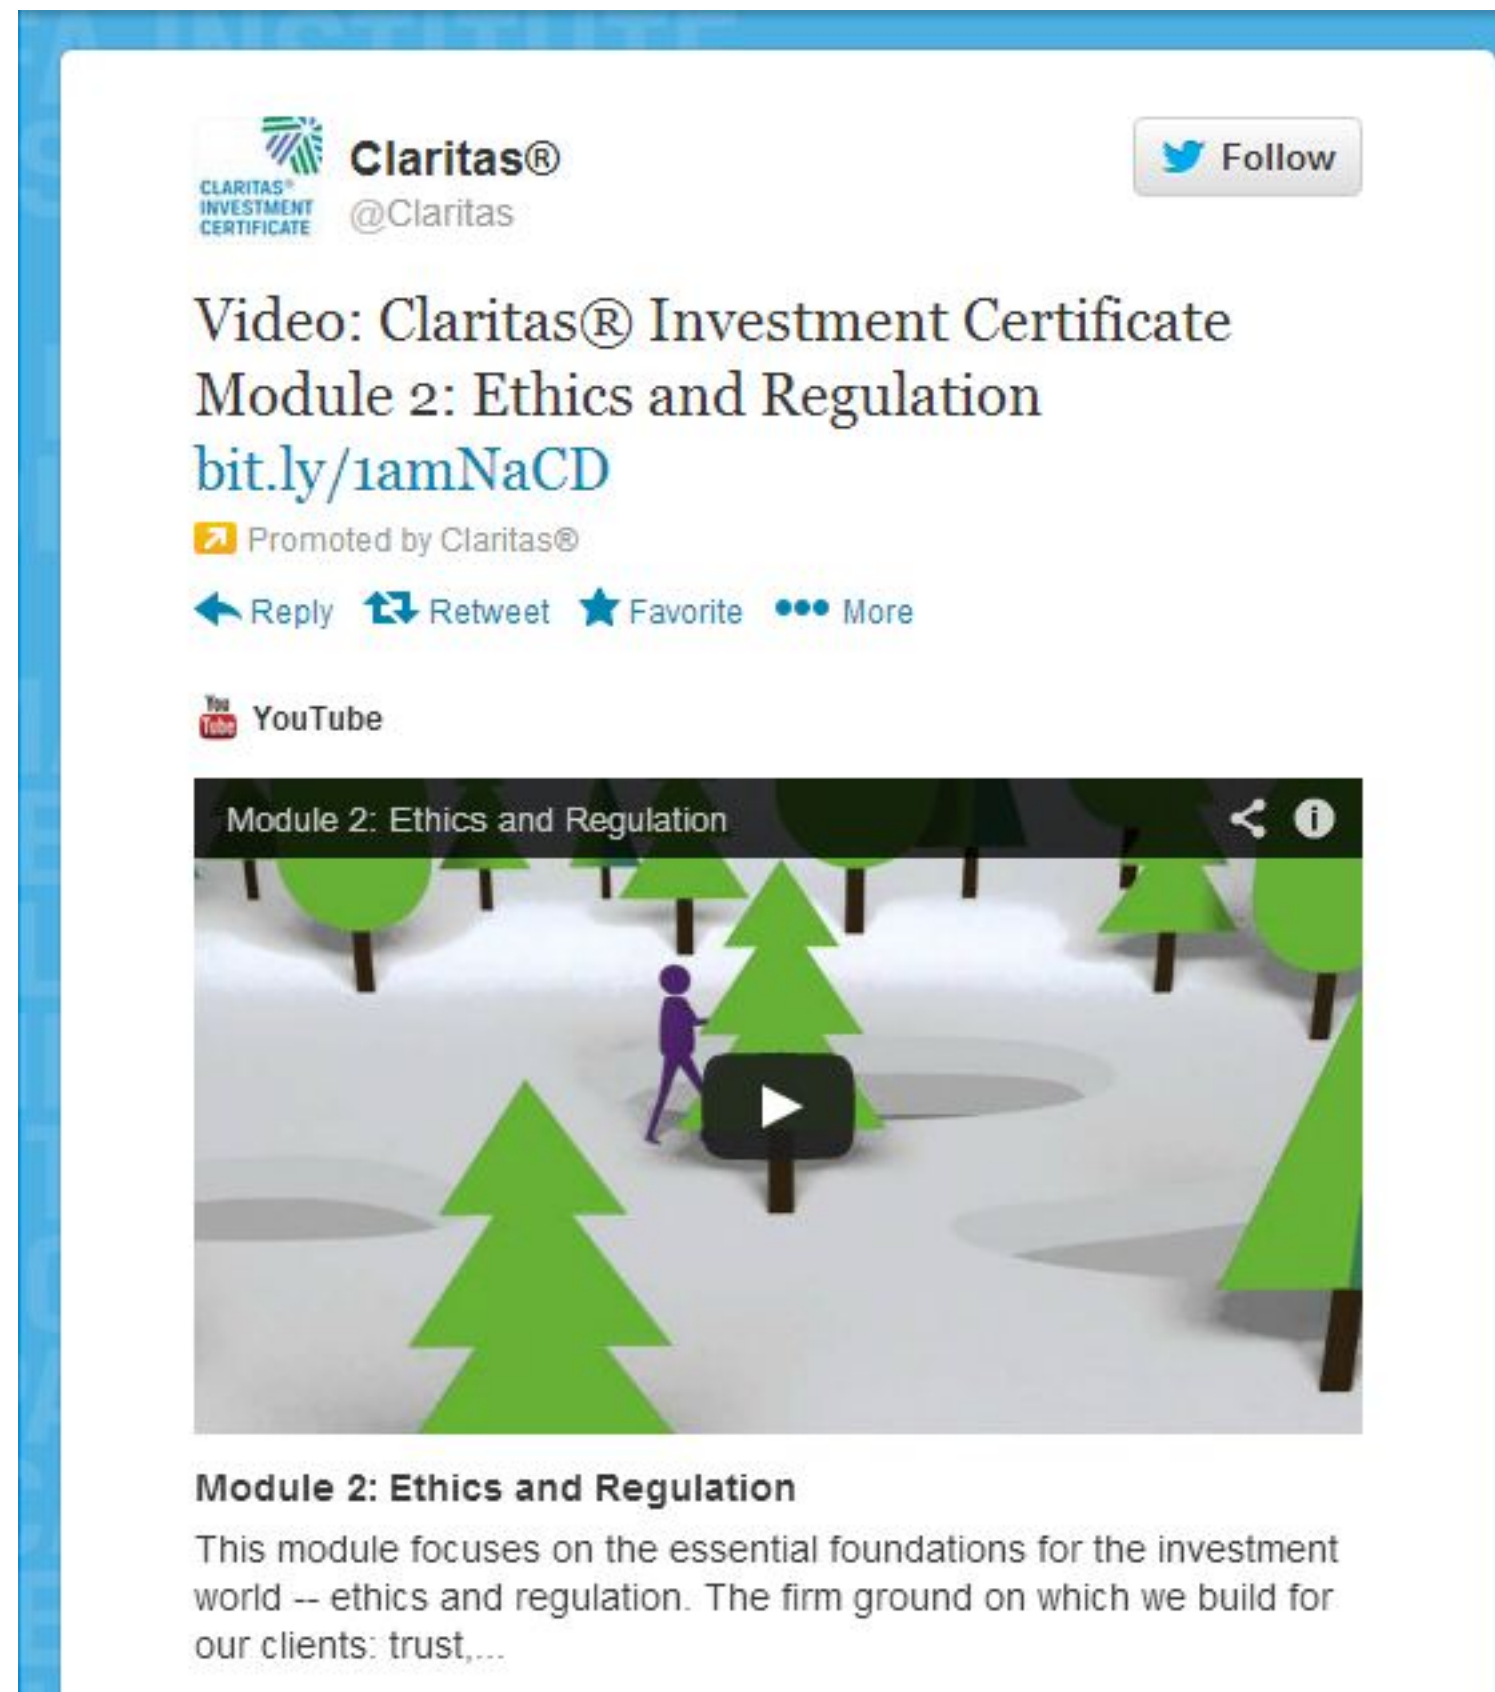 CLARITAS®
INVESTMENT
CERTIFICATE
Claritas®
@Claritas
Follow
Video: Claritas® Investment Certificate
Module 2: Ethics and Regulation
bit.ly/1amNaCD
Promoted by Claritas®
Reply Retweet Favorite More
You
Tube
YouTube
Module 2: Ethics and Regulation
Module 2: Ethics and Regulation
This module focuses on the essential foundations for the investment
world -- ethics and regulation. The firm ground on which we build for
our clients: trust,...